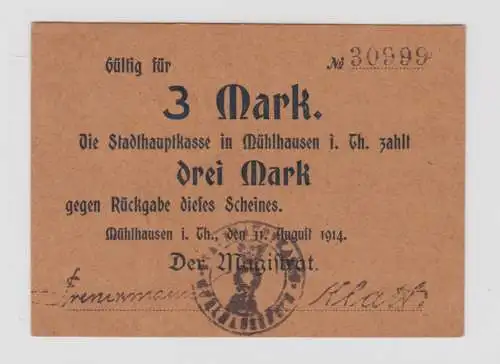 Gültig für № 30999
3 Mark.
Die Stadthauptkasse in Mühlhausen i. Th. zahlt
drei Mark
gegen Rückgabe dieses Scheines.
Mühlhausen i. Th., den 11. August 1914.
Der Magistrat.